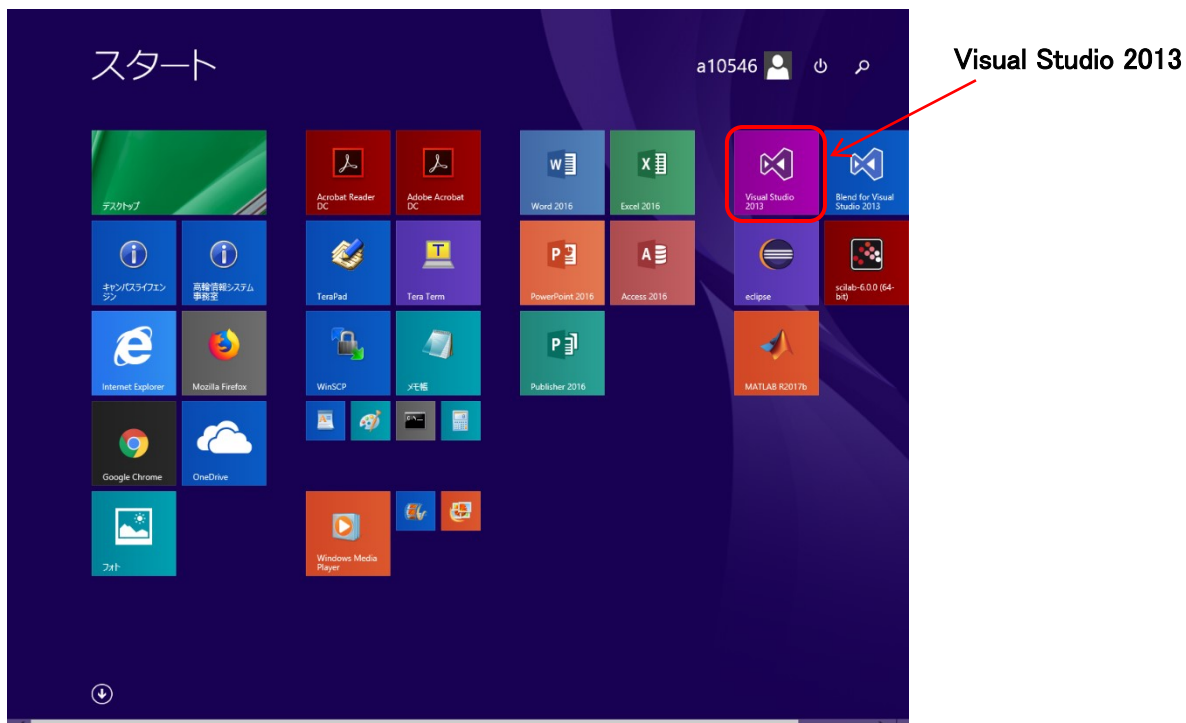 スタート
a10546
Visual Studio 2013
デスクトップ
Acrobat Reader
DC
Adobe Acrobat
DC
Word 2016
Excel 2016
Visual Studio
2013
Blend for Visual
Studio 2013
キャンパスライフエン
ジン
高輪情報システム
事務室
TeraPad
Tera Term
PowerPoint 2016
Access 2016
eclipse
scilab-6.0.0 (64-
bit)
Internet Explorer
Mozilla Firefox
WinSCP
メモ帳
Publisher 2016
MATLAB R2017b
Google Chrome
OneDrive
フォト
Windows Media
Player